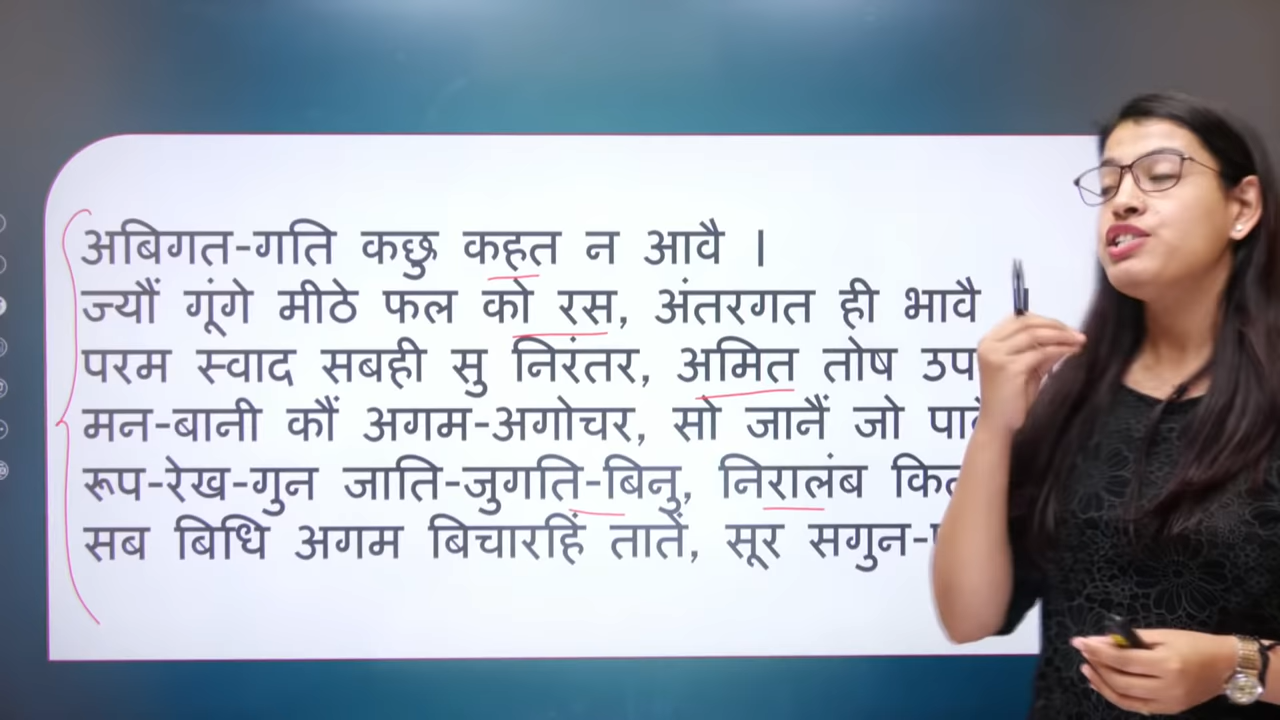 अबिगत-गति कछु कहत न आवै ।
ज्यौं गूंगे मीठे फल को रस, अंतरगत ही भावै
परम स्वाद सबही सु निरंतर, अमित तोष
मन-बानी कौं अगम-अगोचर, सो जानैं जो
रूप-रेख-गुन जाति-जुगति-बिनु, निरालंब
सब बिधि अगम बिचारहिं तातें, सूर सगुन-